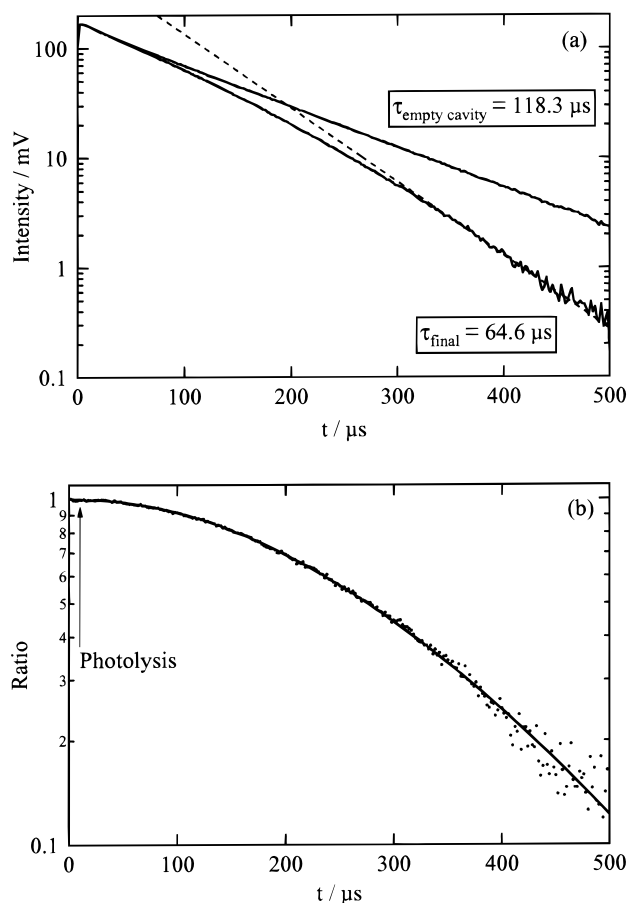 (a)
100
10
1
0.1
Intensity / mV
τempty cavity = 118.3 μs
τfinal = 64.6 μs
0 100 200 300 400 500
t / μs
(b)
1
9
8
7
6
5
4
3
2
0.1
Ratio
Photolysis
0 100 200 300 400 500
t / μs